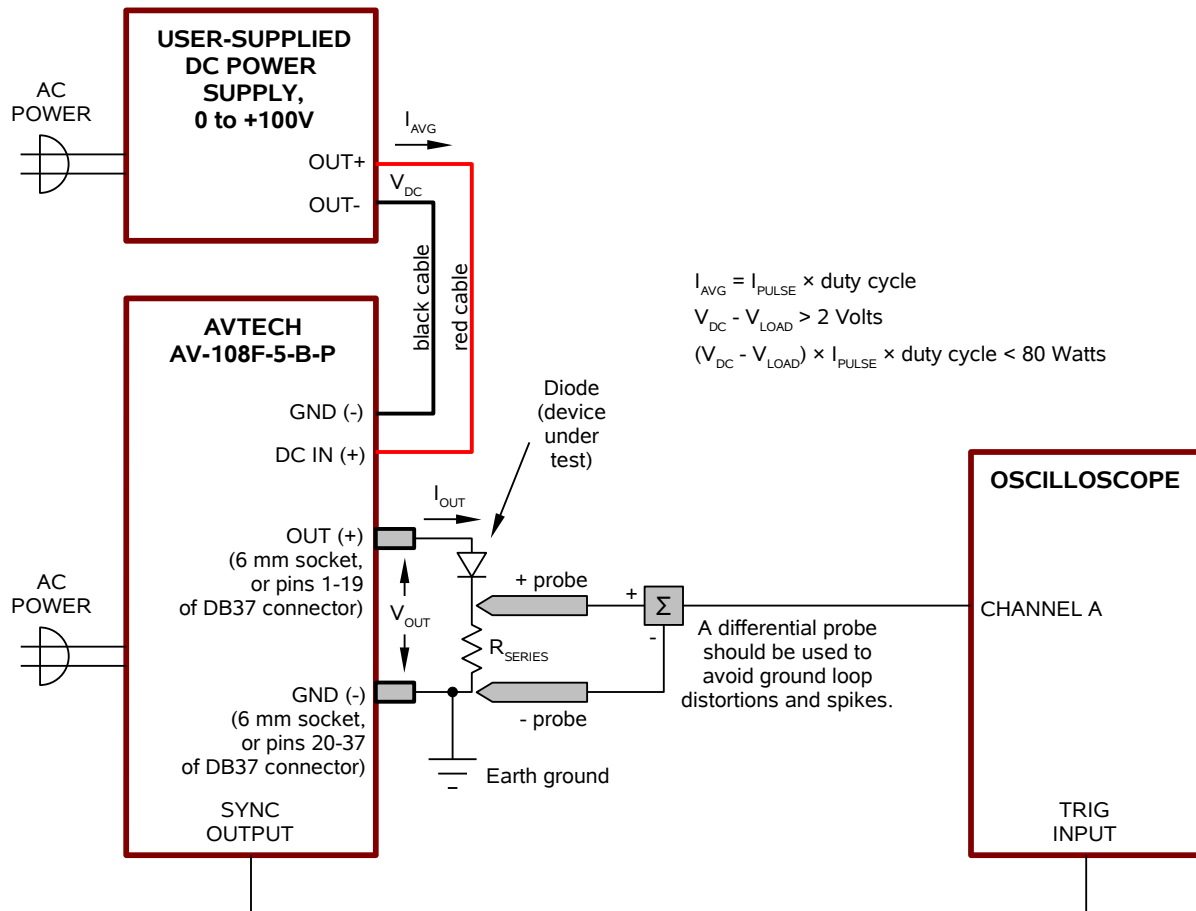 USER-SUPPLIED
DC POWER
SUPPLY,
0 to +100V
AC
POWER
I_AVG
OUT+
V_DC
OUT-
black cable
red cable
I_AVG = I_PULSE × duty cycle
V_DC - V_LOAD > 2 Volts
(V_DC - V_LOAD) × I_PULSE × duty cycle < 80 Watts
AVTECH
AV-108F-5-B-P
GND (-)
DC IN (+)
Diode
(device
under
test)
OSCILLOSCOPE
I_OUT
OUT (+)
(6 mm socket,
or pins 1-19
of DB37 connector)
AC
POWER
V_OUT
+ probe
+
Σ
-
CHANNEL A
R_SERIES
A differential probe
should be used to
avoid ground loop
distortions and spikes.
GND (-)
(6 mm socket,
or pins 20-37
of DB37 connector)
- probe
Earth ground
SYNC
OUTPUT
TRIG
INPUT